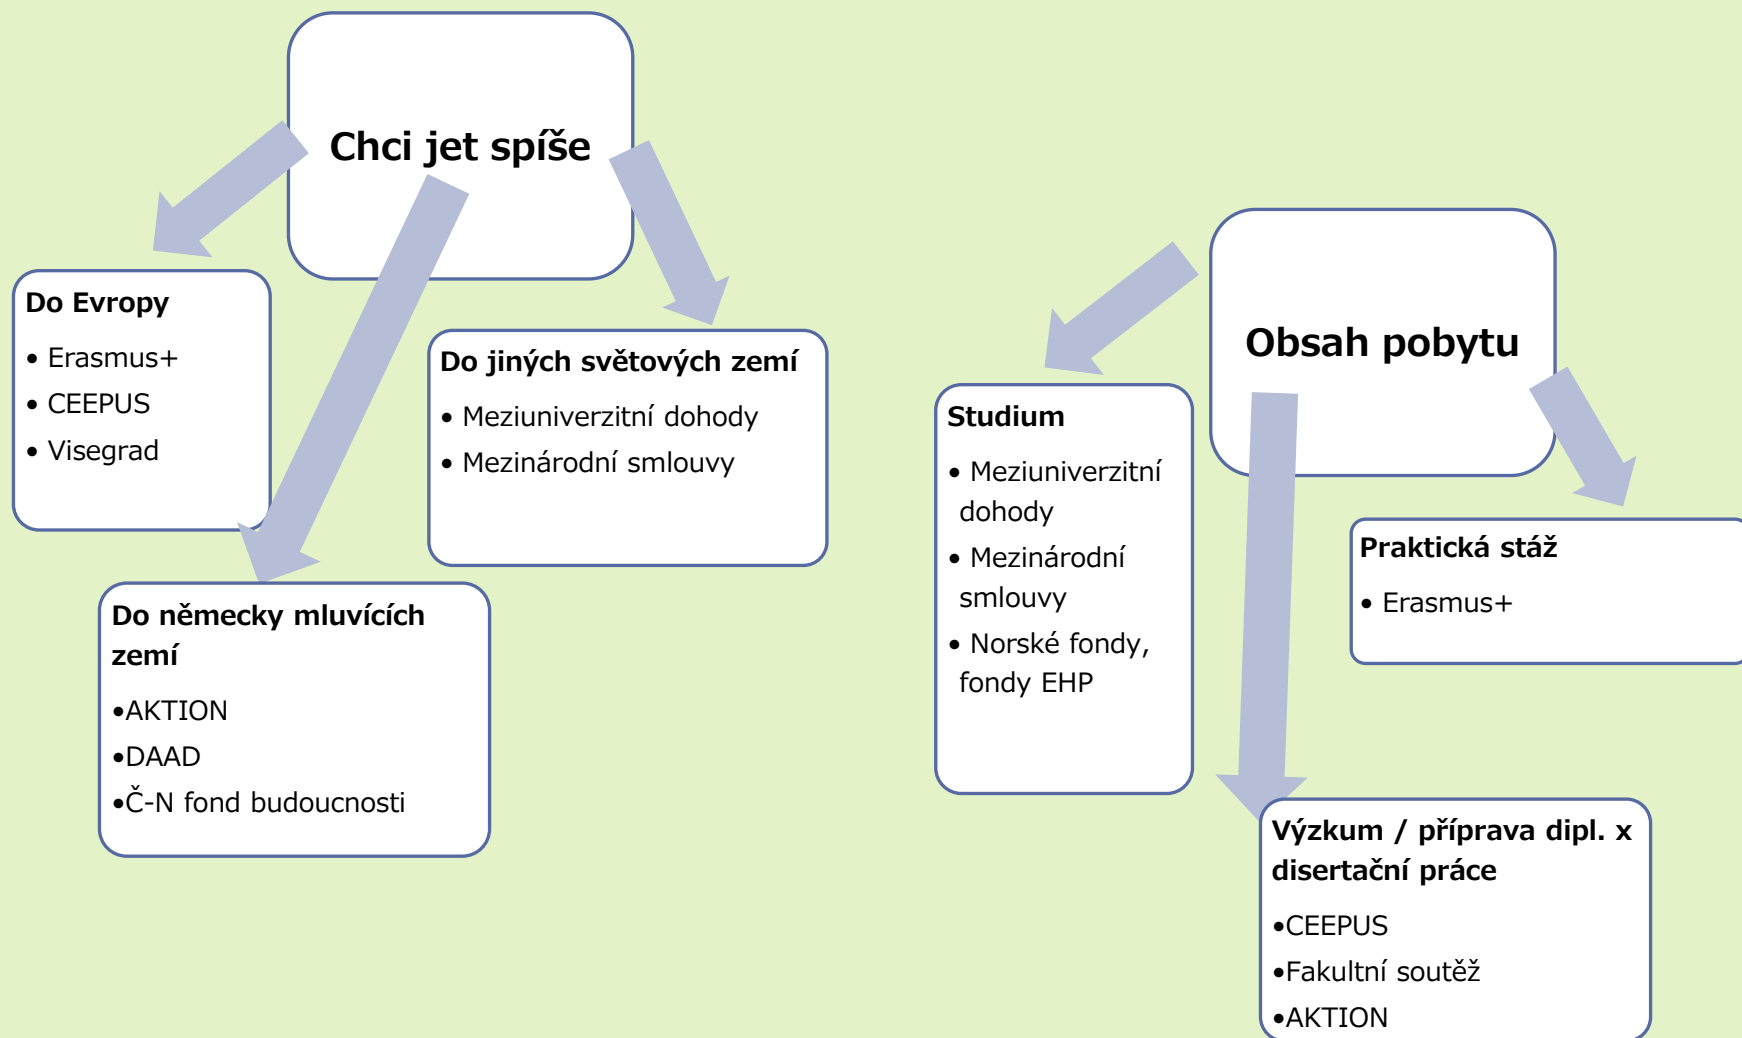 Chci jet spíše
Do Evropy
• Erasmus+
• CEEPUS
• Visegrad
Do jiných světových zemí
• Meziuniverzitní dohody
• Mezinárodní smlouvy
Do německy mluvících
zemí
•AKTION
•DAAD
•Č-N fond budoucnosti
Obsah pobytu
Studium
• Meziuniverzitní
dohody
• Mezinárodní
smlouvy
• Norské fondy,
fondy EHP
Praktická stáž
• Erasmus+
Výzkum / příprava dipl. x
disertační práce
•CEEPUS
•Fakultní soutěž
•AKTION